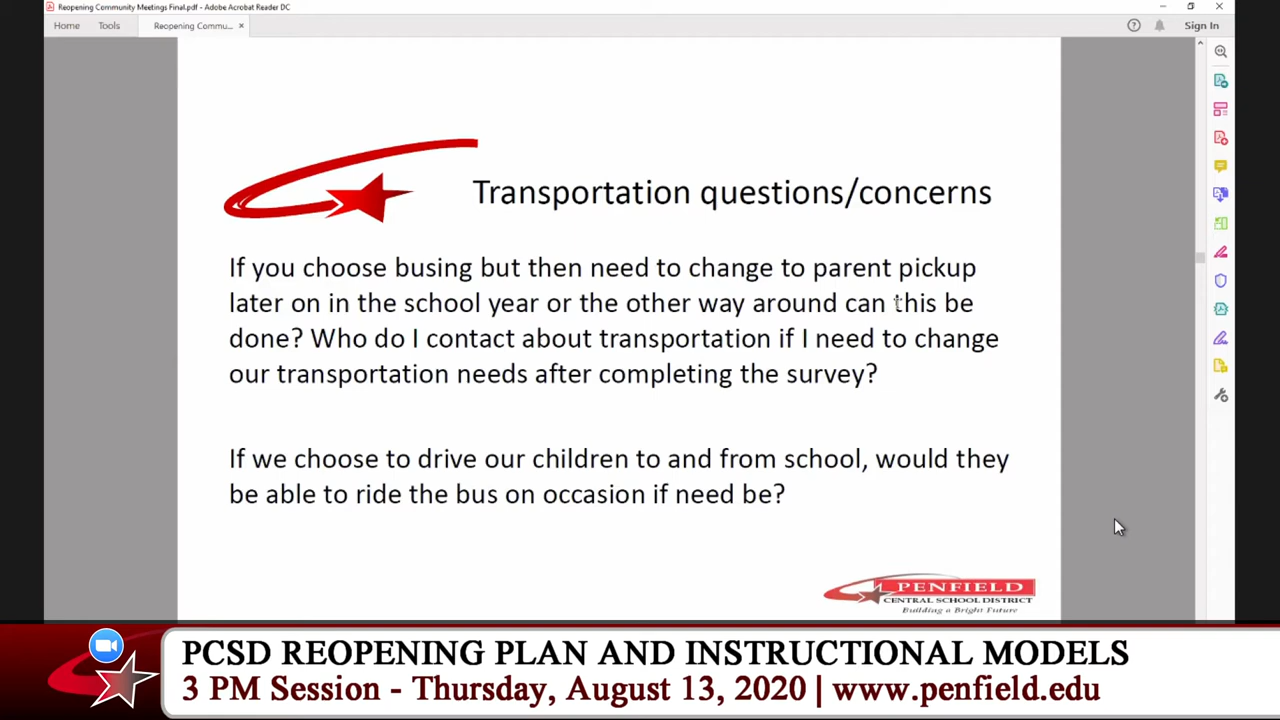 Reopening Community Meetings Final.pdf - Adobe Acrobat Reader DC
Home Tools Reopening Commu... ×
Sign In
Transportation questions/concerns
If you choose busing but then need to change to parent pickup
later on in the school year or the other way around can this be
done? Who do I contact about transportation if I need to change
our transportation needs after completing the survey?
If we choose to drive our children to and from school, would they
be able to ride the bus on occasion if need be?
PENFIELD
CENTRAL SCHOOL DISTRICT
Building a Bright Future
PCSD REOPENING PLAN AND INSTRUCTIONAL MODELS
3 PM Session - Thursday, August 13, 2020 | www.penfield.edu